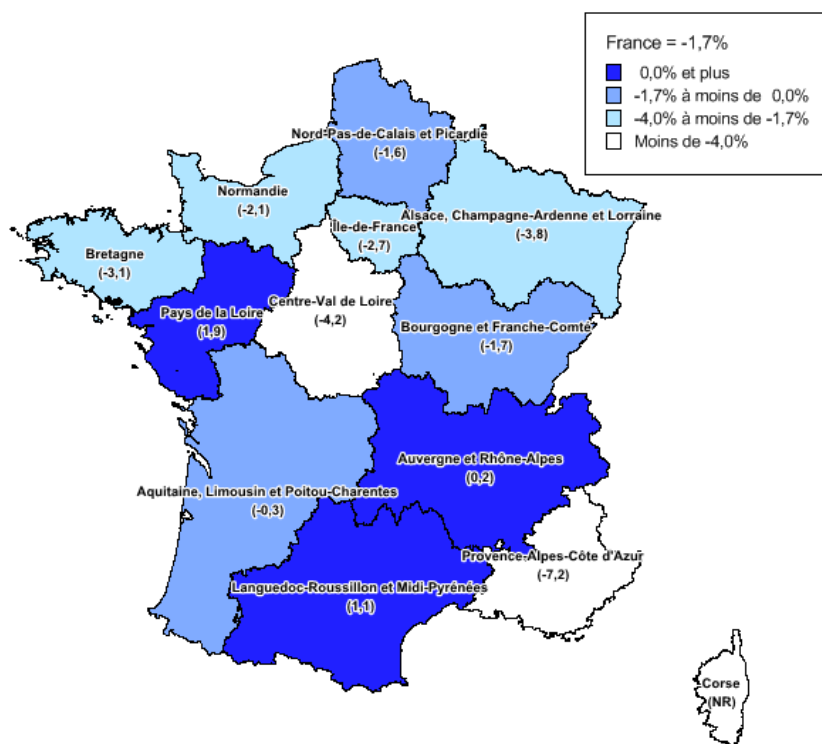 France = -1,7%
0,0% et plus
-1,7% à moins de 0,0%
-4,0% à moins de -1,7%
Moins de -4,0%
Nord-Pas-de-Calais et Picardie
(-1,6)
Normandie
(-2,1)
Île-de-France
(-2,7)
Alsace, Champagne-Ardenne et Lorraine
(-3,8)
Bretagne
(-3,1)
Pays de la Loire
(1,9)
Centre-Val de Loire
(-4,2)
Bourgogne et Franche-Comté
(-1,7)
Auvergne et Rhône-Alpes
(0,2)
Aquitaine, Limousin et Poitou-Charentes
(-0,3)
Provence-Alpes-Côte d'Azur
(-7,2)
Languedoc-Roussillon et Midi-Pyrénées
(1,1)
Corse
(NR)